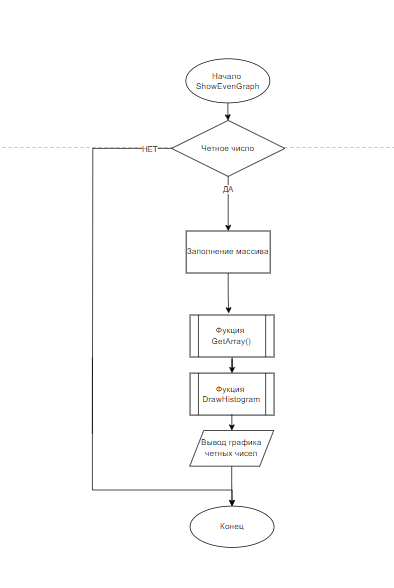 Начало
ShowEvenGraph
Четное число
НЕТ
ДА
Заполнение массива
Фукция
GetArray()
Фукция
DrawHistogram
Вывод графика
четных чисел
Конец